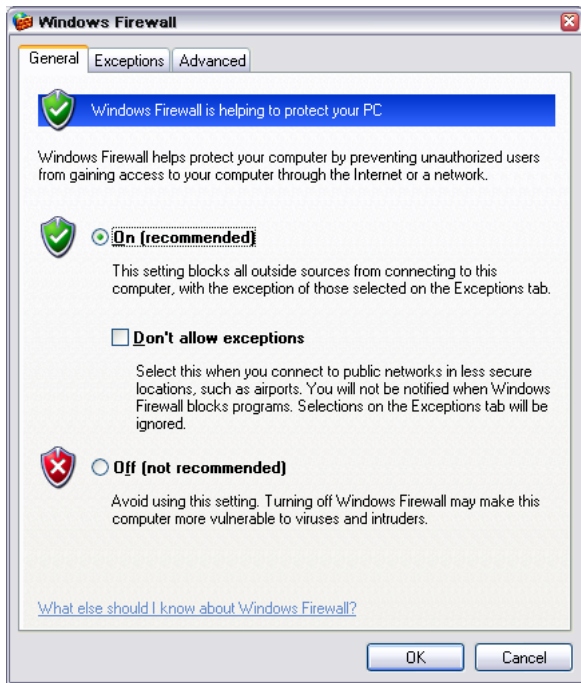 Windows Firewall
General Exceptions Advanced
Windows Firewall is helping to protect your PC
Windows Firewall helps protect your computer by preventing unauthorized users
from gaining access to your computer through the Internet or a network.
On (recommended)
This setting blocks all outside sources from connecting to this
computer, with the exception of those selected on the Exceptions tab.
Don't allow exceptions
Select this when you connect to public networks in less secure
locations, such as airports. You will not be notified when Windows
Firewall blocks programs. Selections on the Exceptions tab will be
ignored.
Off (not recommended)
Avoid using this setting. Turning off Windows Firewall may make this
computer more vulnerable to viruses and intruders.
What else should I know about Windows Firewall?
OK Cancel